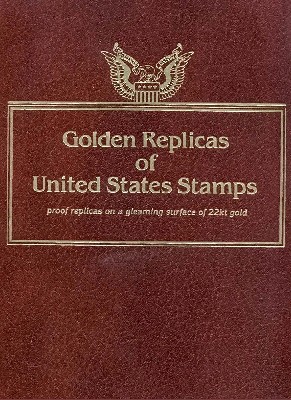 Golden Replicas
of
United States Stamps
proof replicas on a gleaming surface of 22kt gold